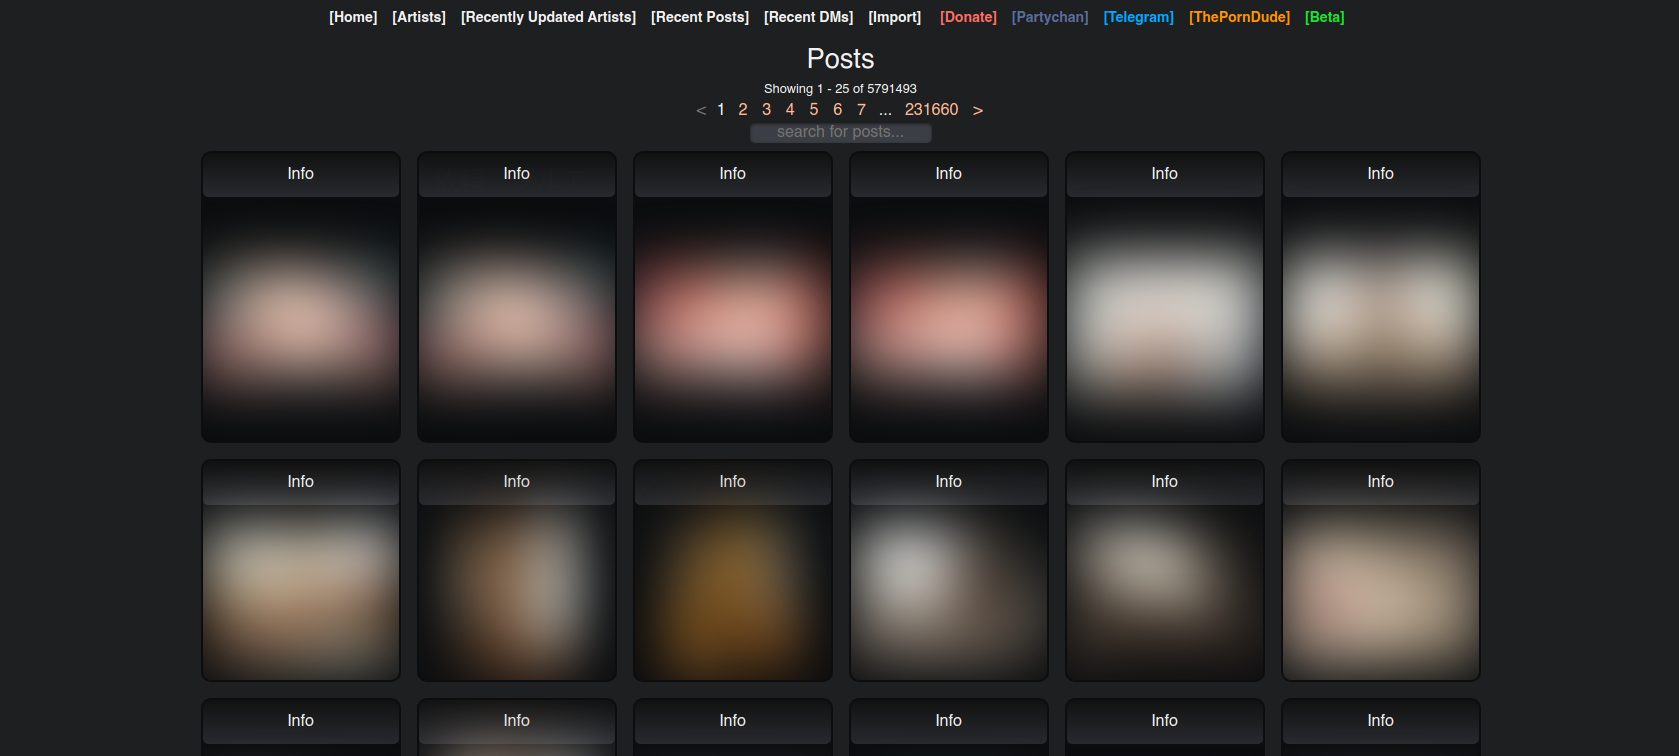 [Home] [Artists] [Recently Updated Artists] [Recent Posts] [Recent DMs] [Import] [Donate] [Partychan] [Telegram] [ThePornDude] [Beta]
Posts
Showing 1 - 25 of 5791493
< 1 2 3 4 5 6 7 ... 231660 >
search for posts...
Info Info Info Info Info Info
Info Info Info Info Info Info
Info Info Info Info Info Info